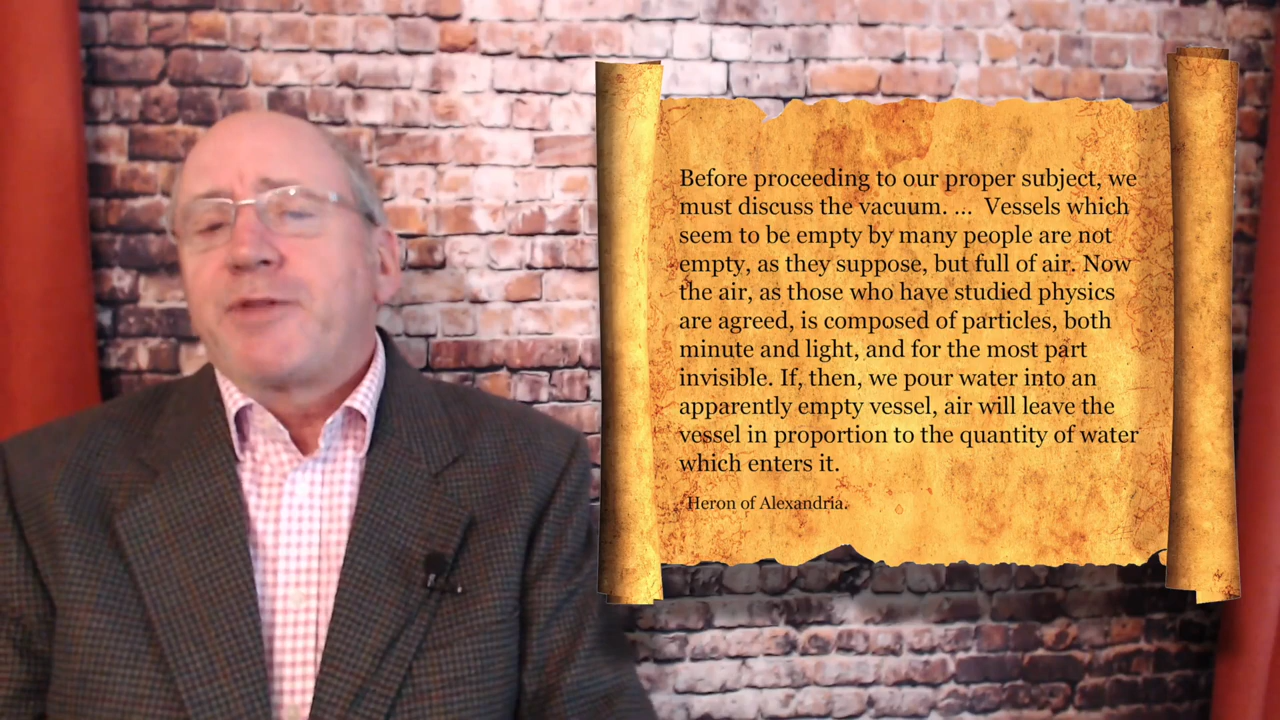 Before proceeding to our proper subject, we
must discuss the vacuum. ... Vessels which
seem to be empty by many people are not
empty, as they suppose, but full of air. Now
the air, as those who have studied physics
are agreed, is composed of particles, both
minute and light, and for the most part
invisible. If, then, we pour water into an
apparently empty vessel, air will leave the
vessel in proportion to the quantity of water
which enters it.
Heron of Alexandria.